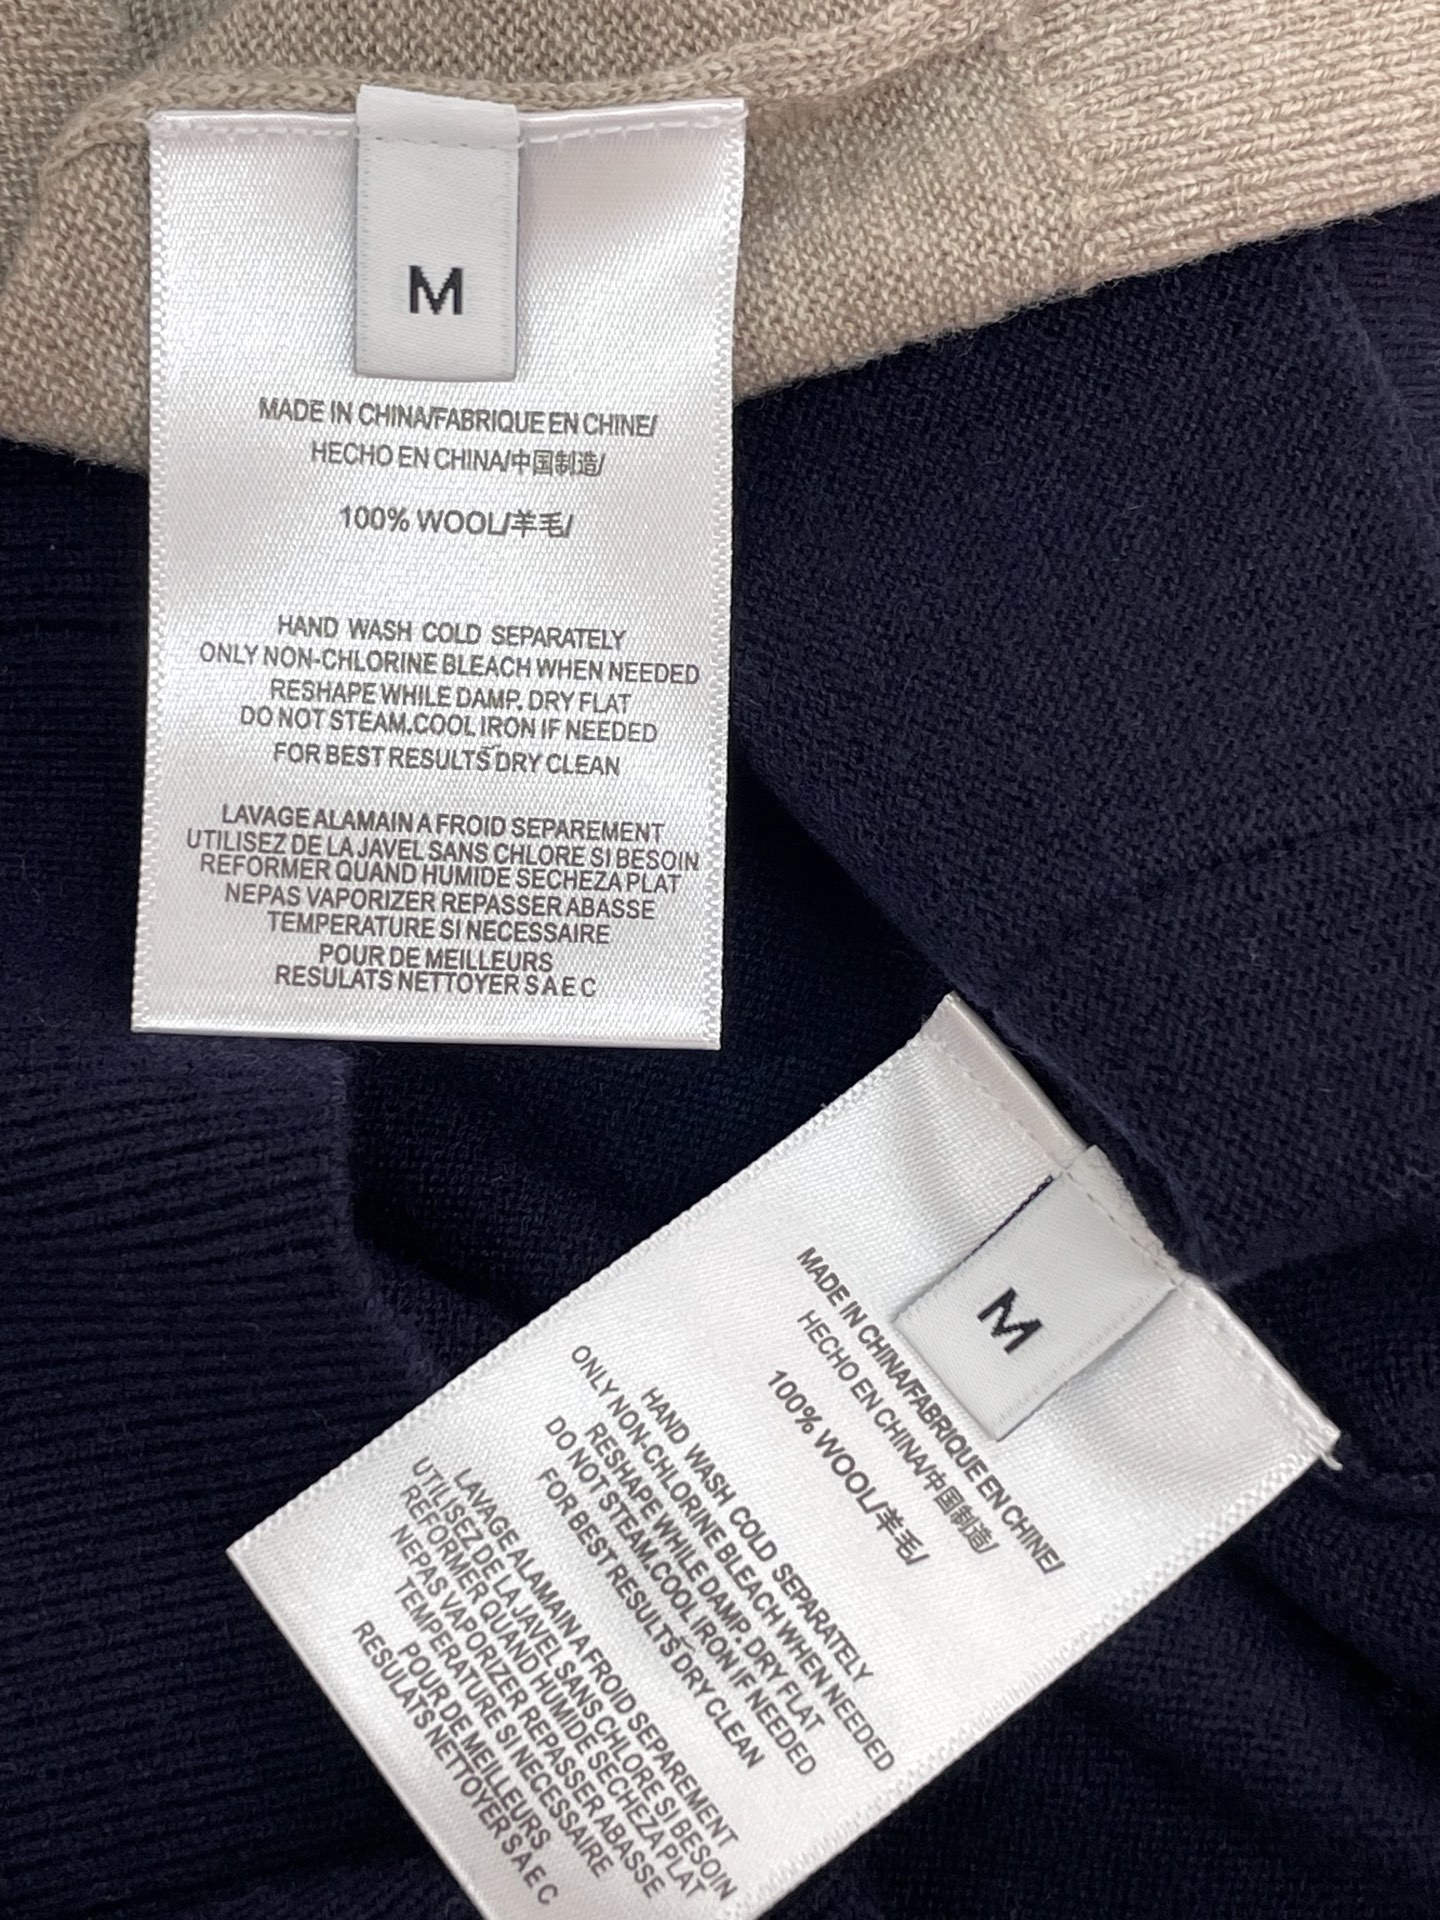 M
MADE IN CHINA/FABRIQUE EN CHINE/
HECHO EN CHINA/中国制造/
100% WOOL/羊毛/
HAND WASH COLD SEPARATELY
ONLY NON-CHLORINE BLEACH WHEN NEEDED
RESHAPE WHILE DAMP. DRY FLAT
DO NOT STEAM.COOL IRON IF NEEDED
FOR BEST RESULTS DRY CLEAN
LAVAGE ALAMAIN A FROID SEPAREMENT
UTILISEZ DE LA JAVEL SANS CHLORE SI BESOIN
REFORMER QUAND HUMIDE SECHEZA PLAT
NEPAS VAPORIZER REPASSER ABASSE
TEMPERATURE SI NECESSAIRE
POUR DE MEILLEURS
RESULATS NETTOYER S A E C
M
MADE IN CHINA/FABRIQUE EN CHINE/
HECHO EN CHINA/中国制造/
100% WOOL/羊毛/
HAND WASH COLD SEPARATELY
ONLY NON-CHLORINE BLEACH WHEN NEEDED
RESHAPE WHILE DAMP. DRY FLAT
DO NOT STEAM.COOL IRON IF NEEDED
FOR BEST RESULTS DRY CLEAN
LAVAGE ALAMAIN A FROID SEPAREMENT
UTILISEZ DE LA JAVEL SANS CHLORE SI BESOIN
REFORMER QUAND HUMIDE SECHEZA PLAT
NEPAS VAPORIZER REPASSER ABASSE
TEMPERATURE SI NECESSAIRE
POUR DE MEILLEURS
RESULATS NETTOYER S A E C